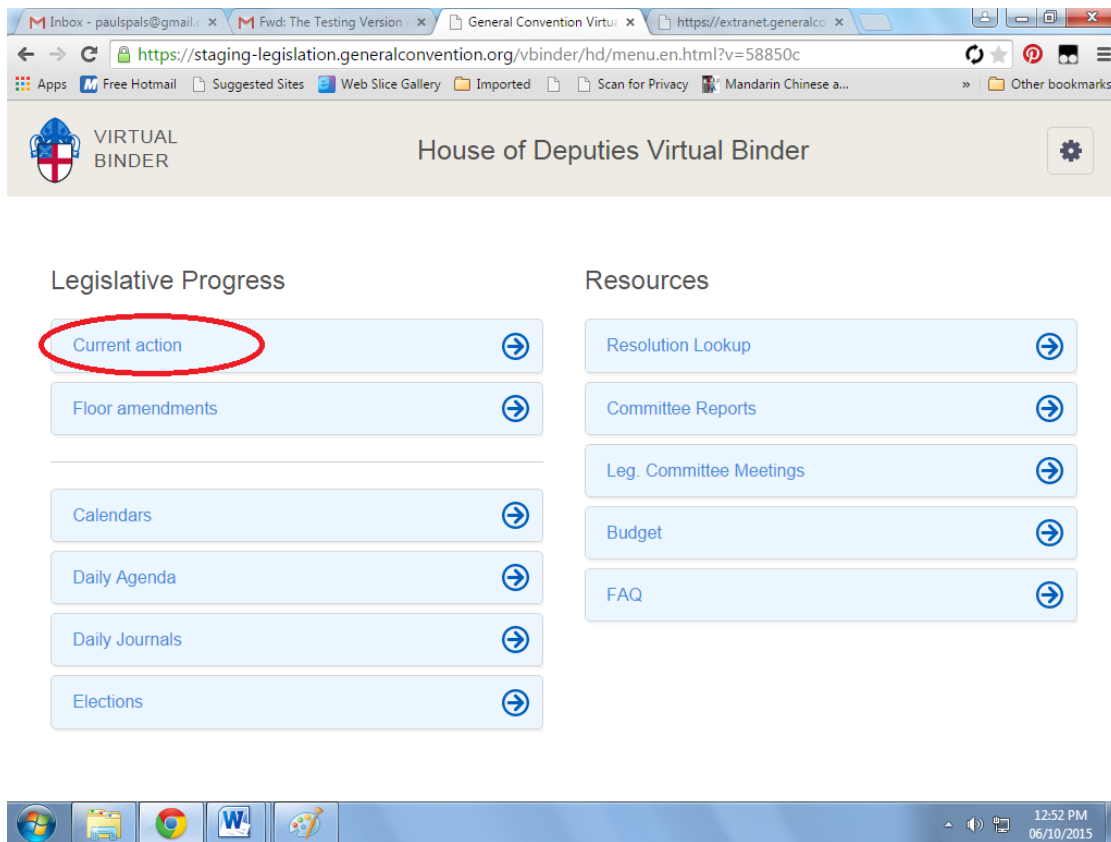 Inbox - paulspals@gmail.c
Fwd: The Testing Version
General Convention Virtua
https://extranet.generalco
https://staging-legislation.generalconvention.org/vbinder/hd/menu.en.html?v=58850c
Apps Free Hotmail Suggested Sites Web Slice Gallery Imported Scan for Privacy Mandarin Chinese a... » Other bookmarks
VIRTUAL
BINDER
House of Deputies Virtual Binder
Legislative Progress
Current action
Floor amendments
Calendars
Daily Agenda
Daily Journals
Elections
Resources
Resolution Lookup
Committee Reports
Leg. Committee Meetings
Budget
FAQ
12:52 PM
06/10/2015